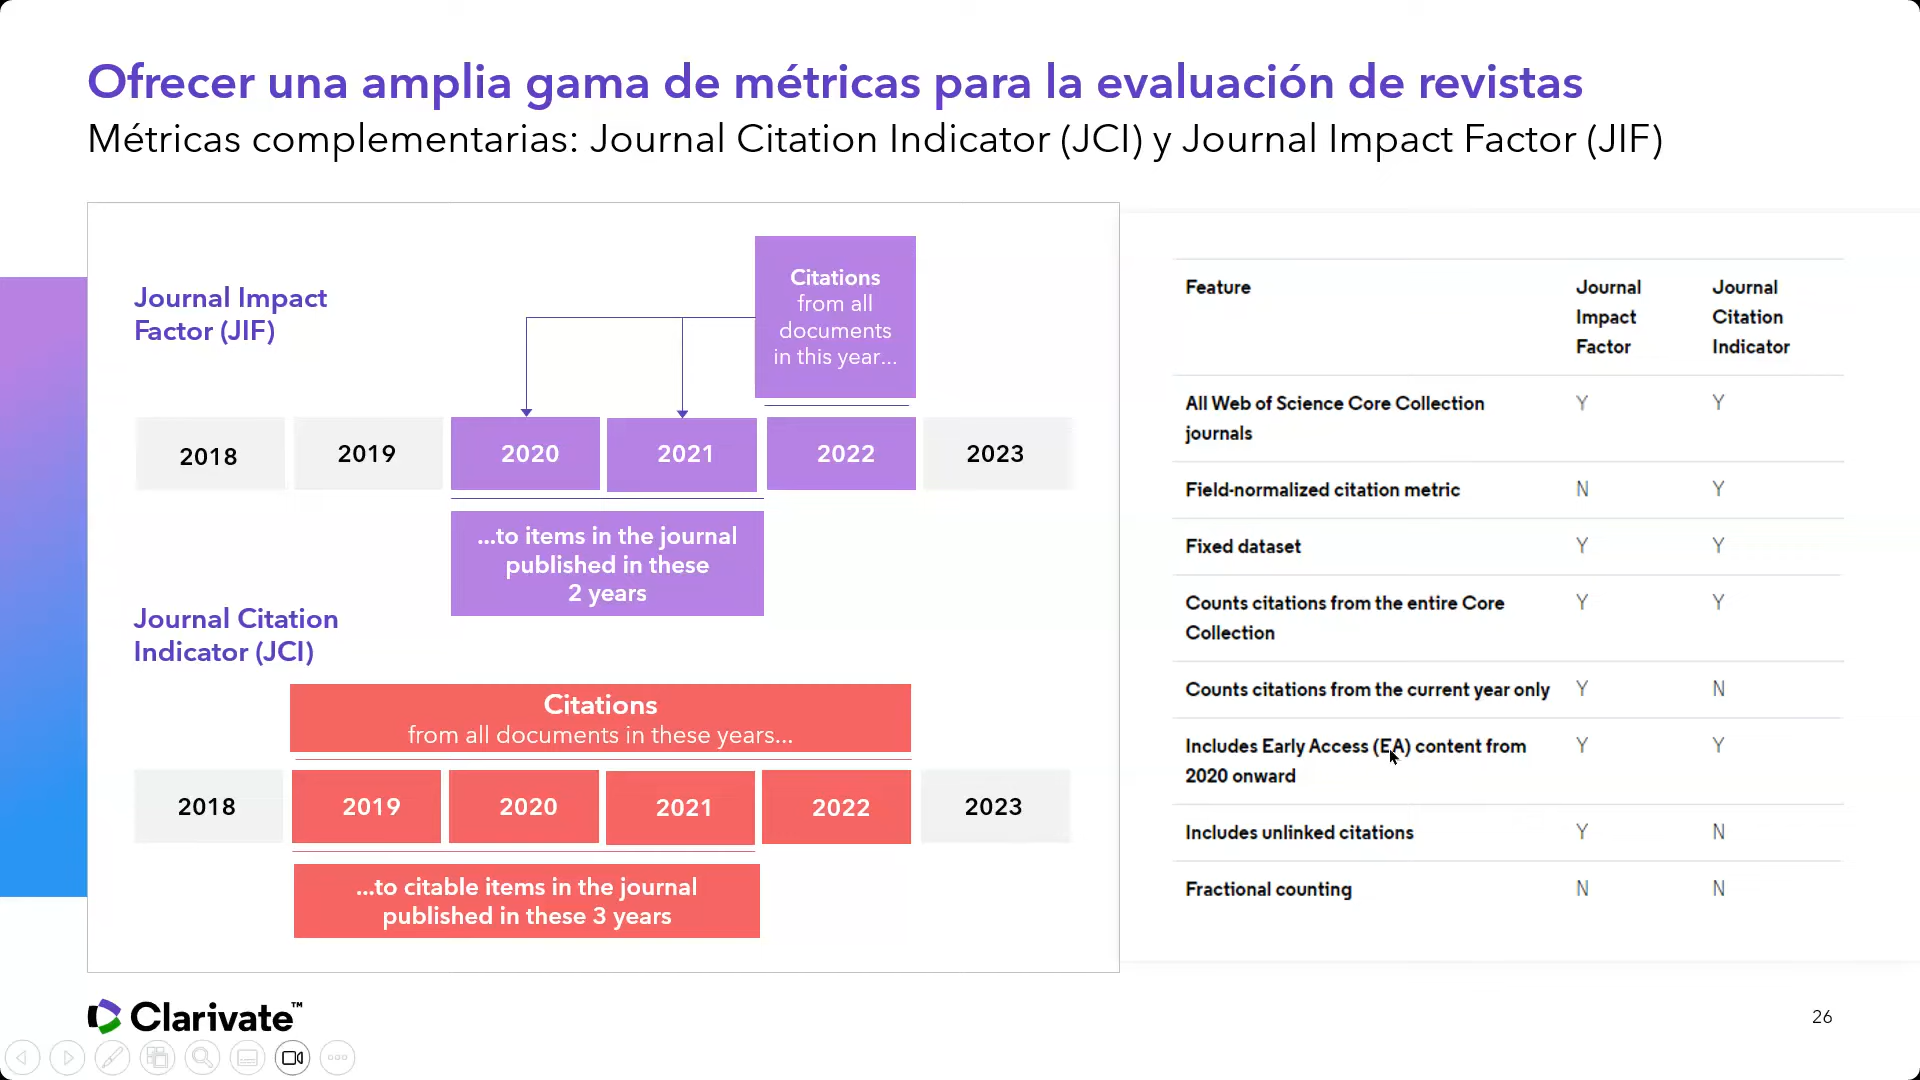 Ofrecer una amplia gama de métricas para la evaluación de revistas
Métricas complementarias: Journal Citation Indicator (JCI) y Journal Impact Factor (JIF)
Journal Impact
Factor (JIF)
Citations
from all
documents
in this year...
2018
2019
2020
2021
2022
2023
...to items in the journal
published in these
2 years
Journal Citation
Indicator (JCI)
Citations
from all documents in these years...
2018
2019
2020
2021
2022
2023
...to citable items in the journal
published in these 3 years
Feature
Journal
Impact
Factor
Journal
Citation
Indicator
All Web of Science Core Collection
journals
Y
Y
Field-normalized citation metric
N
Y
Fixed dataset
Y
Y
Counts citations from the entire Core
Collection
Y
Y
Counts citations from the current year only
Y
N
Includes Early Access (EA) content from
2020 onward
Y
Y
Includes unlinked citations
Y
N
Fractional counting
N
N
Clarivate™
26